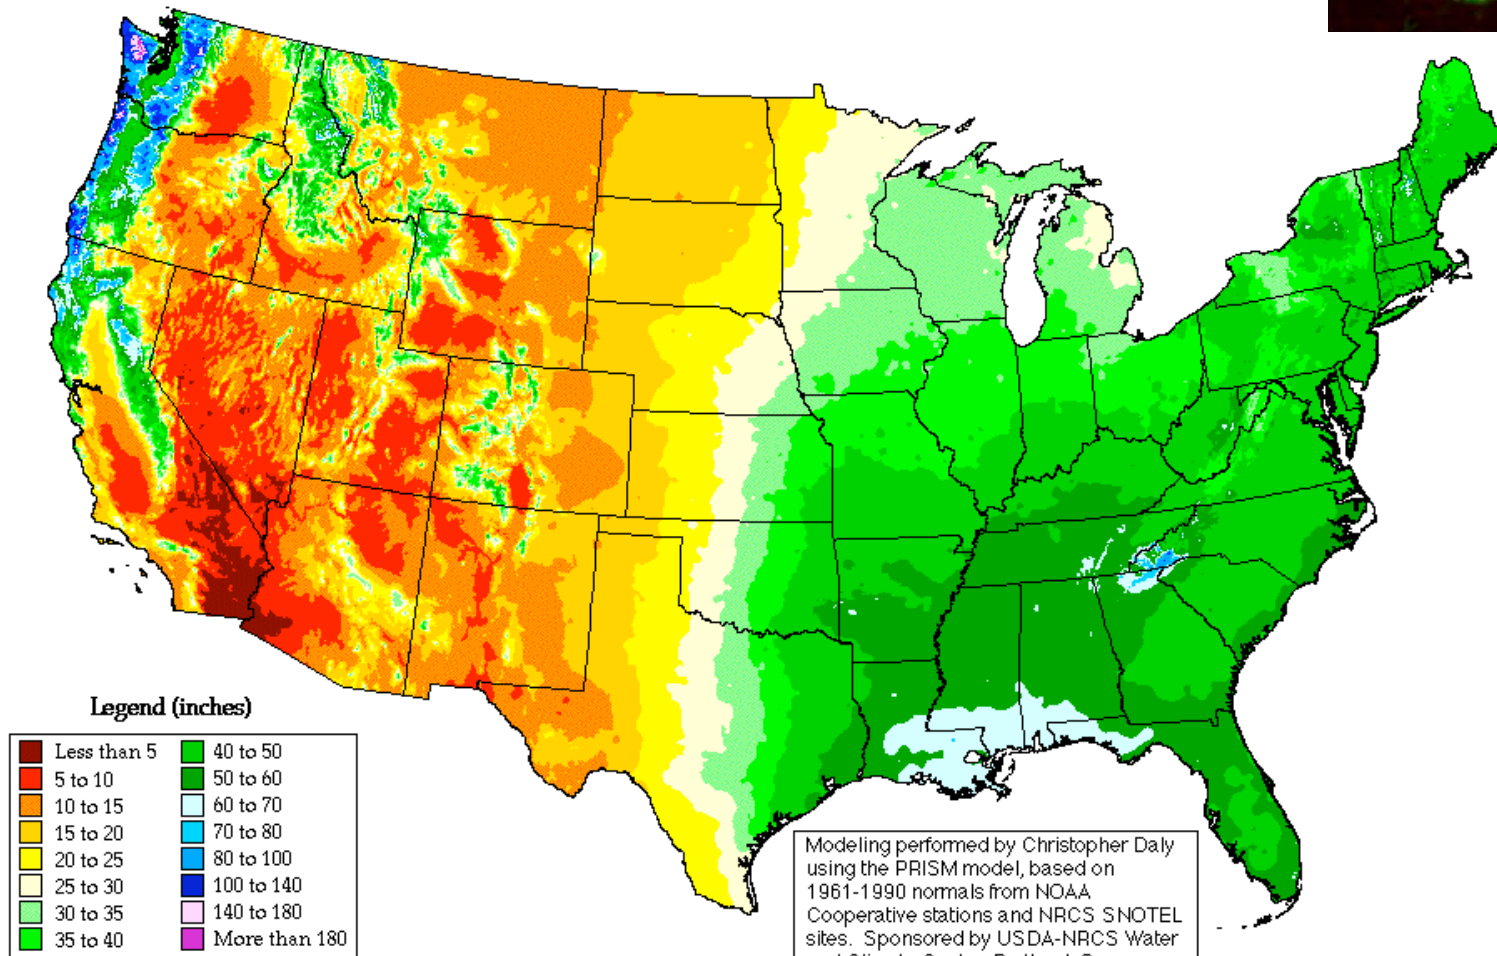 Legend (inches)
Less than 5
5 to 10
10 to 15
15 to 20
20 to 25
25 to 30
30 to 35
35 to 40
40 to 50
50 to 60
60 to 70
70 to 80
80 to 100
100 to 140
140 to 180
More than 180
Modeling performed by Christopher Daly
using the PRISM model, based on
1961-1990 normals from NOAA
Cooperative stations and NRCS SNOTEL
sites. Sponsored by USDA-NRCS Water